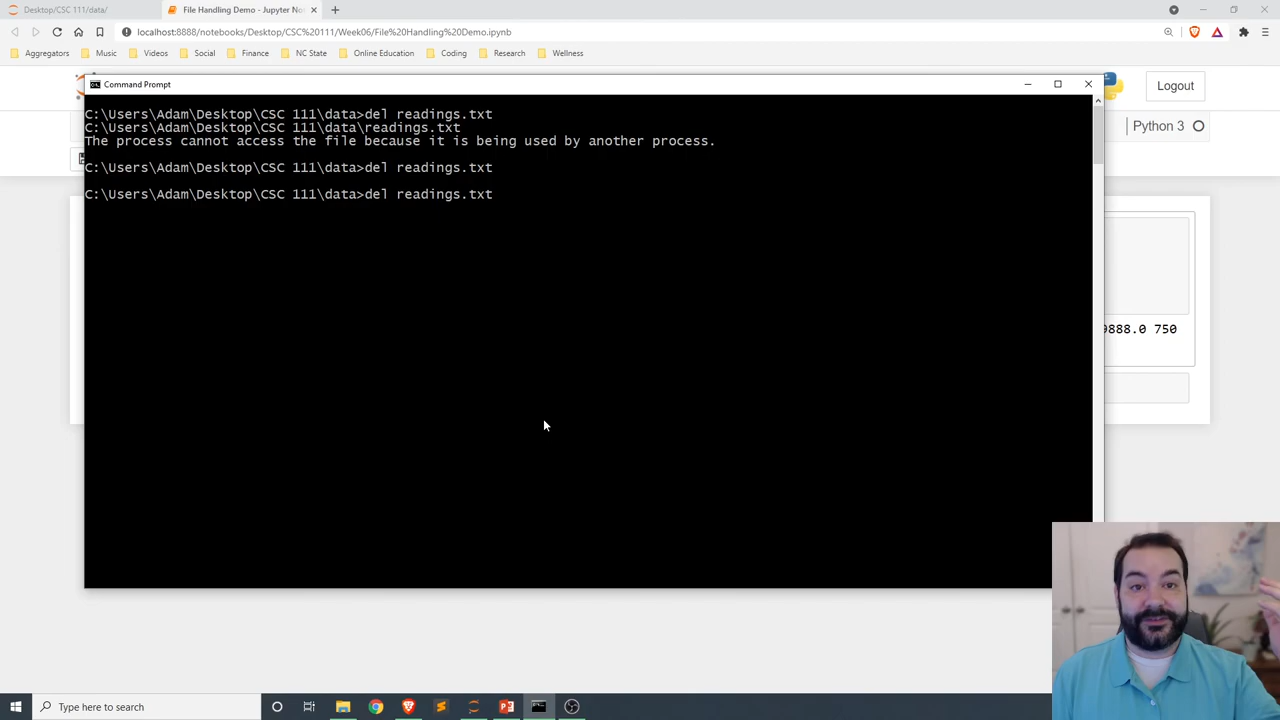 Desktop/CSC 111/data/
File Handling Demo - Jupyter No
localhost:8888/notebooks/Desktop/CSC%20111/Week06/File%20Handling%20Demo.ipynb
Aggregators Music Videos Social Finance NC State Online Education Coding Research Wellness
Command Prompt
Logout
Python 3
C:\Users\Adam\Desktop\CSC 111\data>del readings.txt
C:\Users\Adam\Desktop\CSC 111\data\readings.txt
The process cannot access the file because it is being used by another process.
C:\Users\Adam\Desktop\CSC 111\data>del readings.txt
C:\Users\Adam\Desktop\CSC 111\data>del readings.txt
9888.0 750
Type here to search